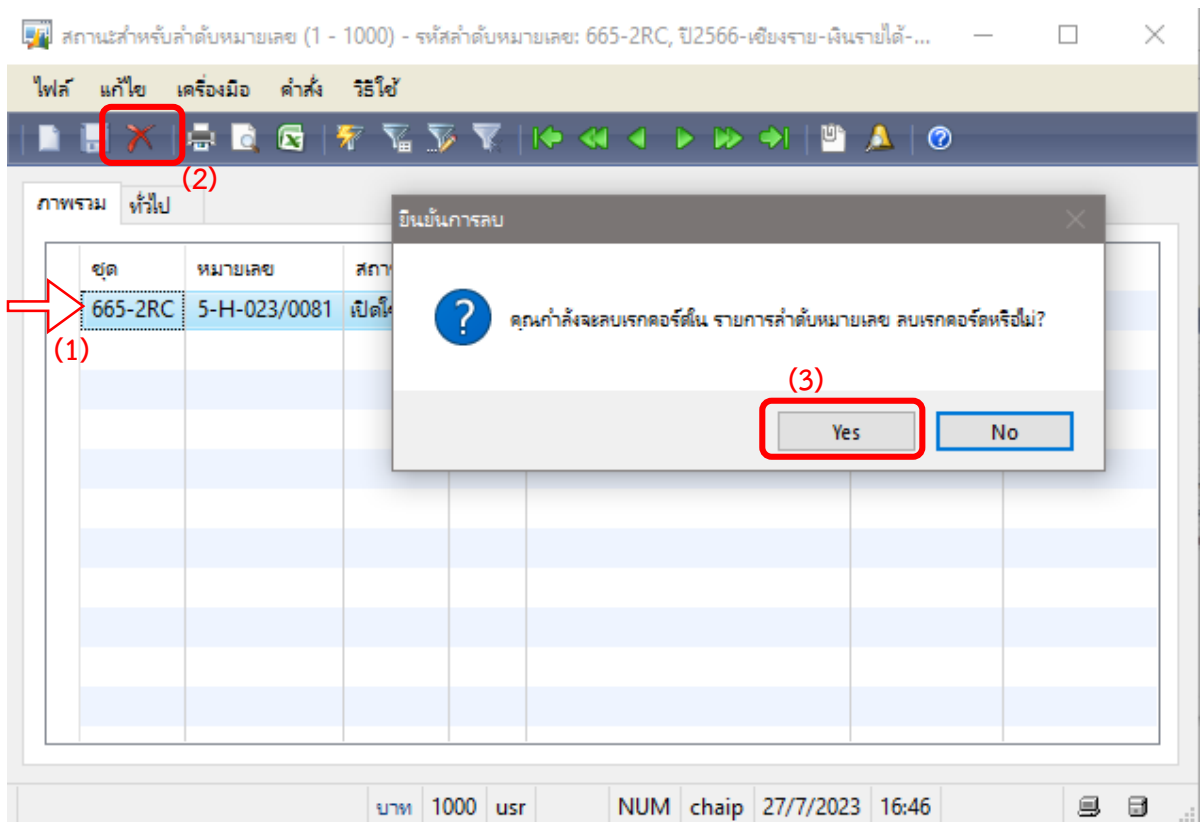 สถานะสำหรับลำดับหมายเลข (1 - 1000) - รหัสลำดับหมายเลข: 665-2RC, ปี2566-เชียงราย-เงินรายได้-...
ไฟล์ แก้ไข เครื่องมือ คำสั่ง วิธีใช้
(2)
ภาพรวม ทั่วไป
ยืนยันการลบ
ชุด หมายเลข
665-2RC 5-H-023/0081
คุณกำลังจะลบเรกคอร์ดใน รายการลำดับหมายเลข ลบเรกคอร์ดหรือไม่?
(1)
(3)
Yes No
บาท 1000 usr NUM chaip 27/7/2023 16:46